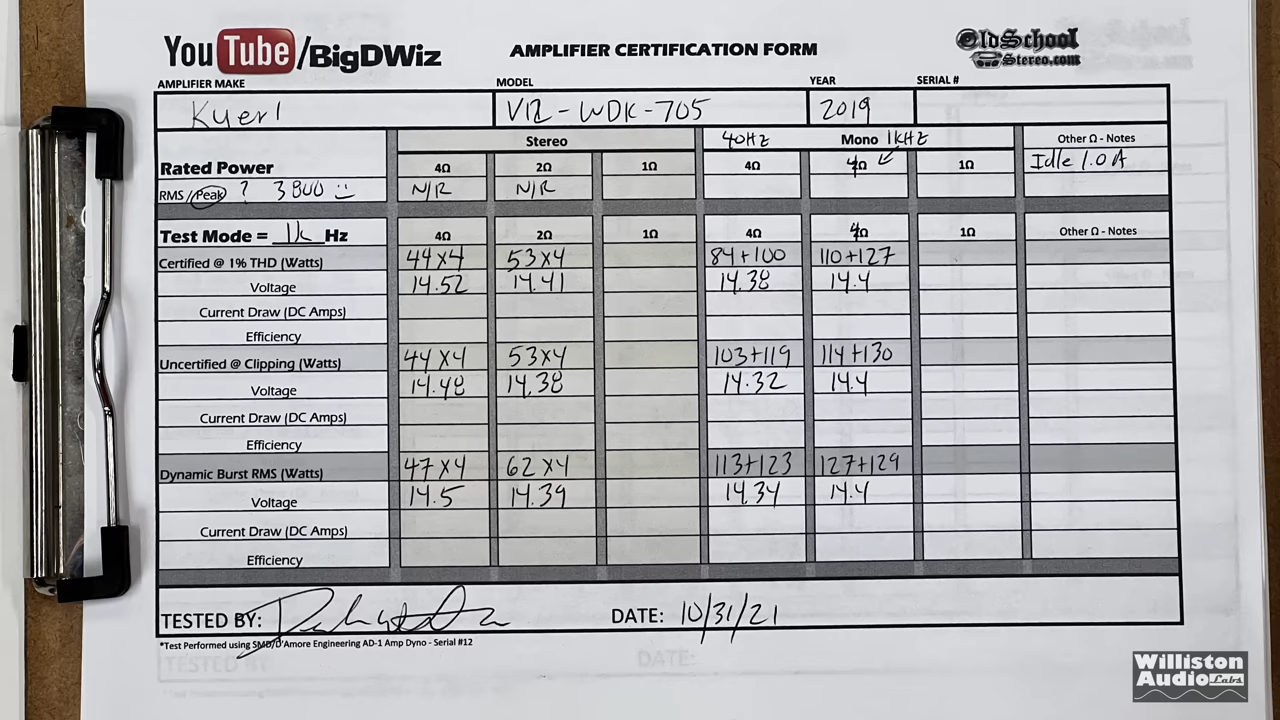 YouTube/BigDWiz AMPLIFIER CERTIFICATION FORM OldSchool Stereo.com
AMPLIFIER MAKE MODEL YEAR SERIAL #
Kuerl V12-WDK-705 2019
Stereo 40Hz Mono 1kHz Other Ω - Notes
Rated Power 4Ω 2Ω 1Ω 4Ω 4Ω 1Ω Idle 1.0A
RMS/Peak ? 3800 :) N/R N/R
Test Mode = 1k Hz 4Ω 2Ω 1Ω 4Ω 4Ω 1Ω Other Ω - Notes
Certified @ 1% THD (Watts) 44x4 53x4 84+100 110+127
Voltage 14.52 14.41 14.38 14.4
Current Draw (DC Amps)
Efficiency
Uncertified @ Clipping (Watts) 44x4 53x4 103+119 114+130
Voltage 14.48 14.38 14.32 14.4
Current Draw (DC Amps)
Efficiency
Dynamic Burst RMS (Watts) 47x4 62x4 113+123 127+129
Voltage 14.5 14.39 14.34 14.4
Current Draw (DC Amps)
Efficiency
TESTED BY: DATE: 10/31/21
*Test Performed using SMD/D'Amore Engineering AD-1 Amp Dyno - Serial #12
TESTED BY DATE:
Williston
Audio Labs